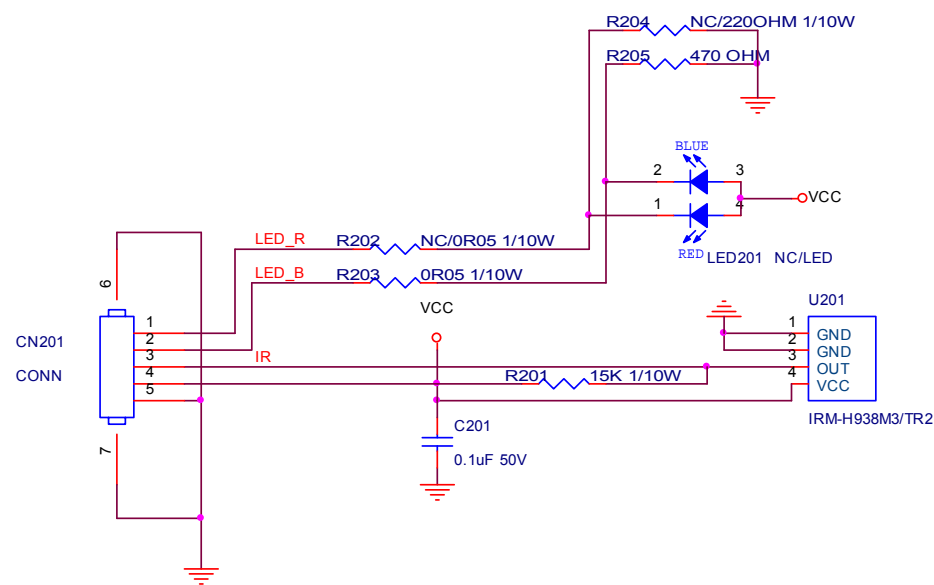 R204 NC/220OHM 1/10W
R205 470 OHM
BLUE
2 3
VCC
1 4
RED LED201 NC/LED
LED_R R202 NC/0R05 1/10W
LED_B R203 0R05 1/10W
6
VCC
U201
CN201
CONN
1
2
3
4
5
IR
R201 15K 1/10W
1 GND
2 GND
3 OUT
4 VCC
IRM-H938M3/TR2
C201
0.1uF 50V
7